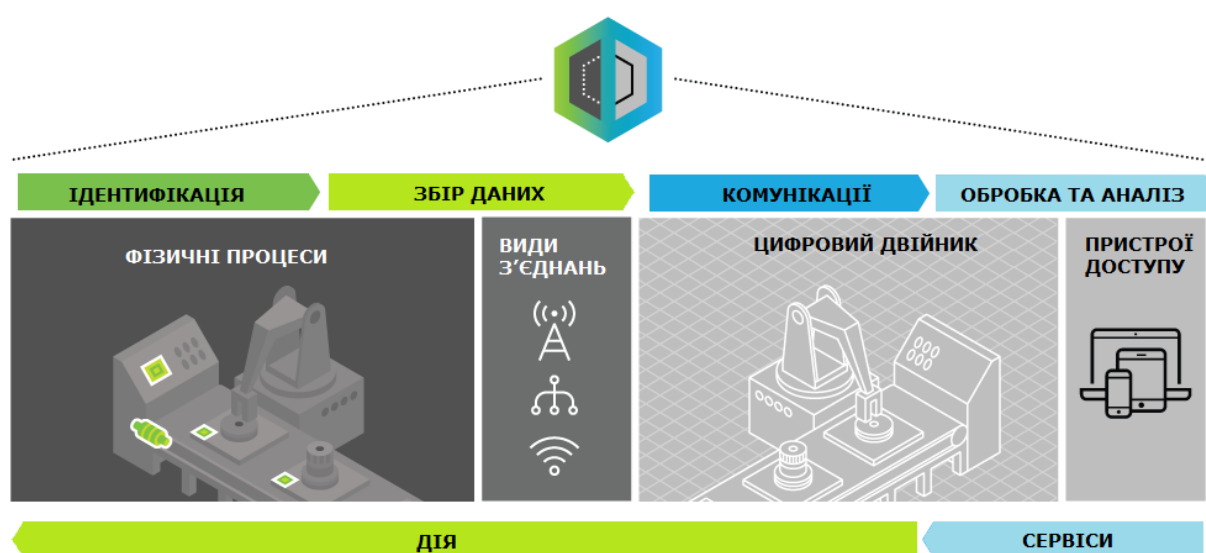 ІДЕНТИФІКАЦІЯ
ЗБІР ДАНИХ
КОМУНІКАЦІЇ
ОБРОБКА ТА АНАЛІЗ
ФІЗИЧНІ ПРОЦЕСИ
ВИДИ
З’ЄДНАНЬ
ЦИФРОВИЙ ДВІЙНИК
ПРИСТРОЇ
ДОСТУПУ
ДІЯ
СЕРВІСИ